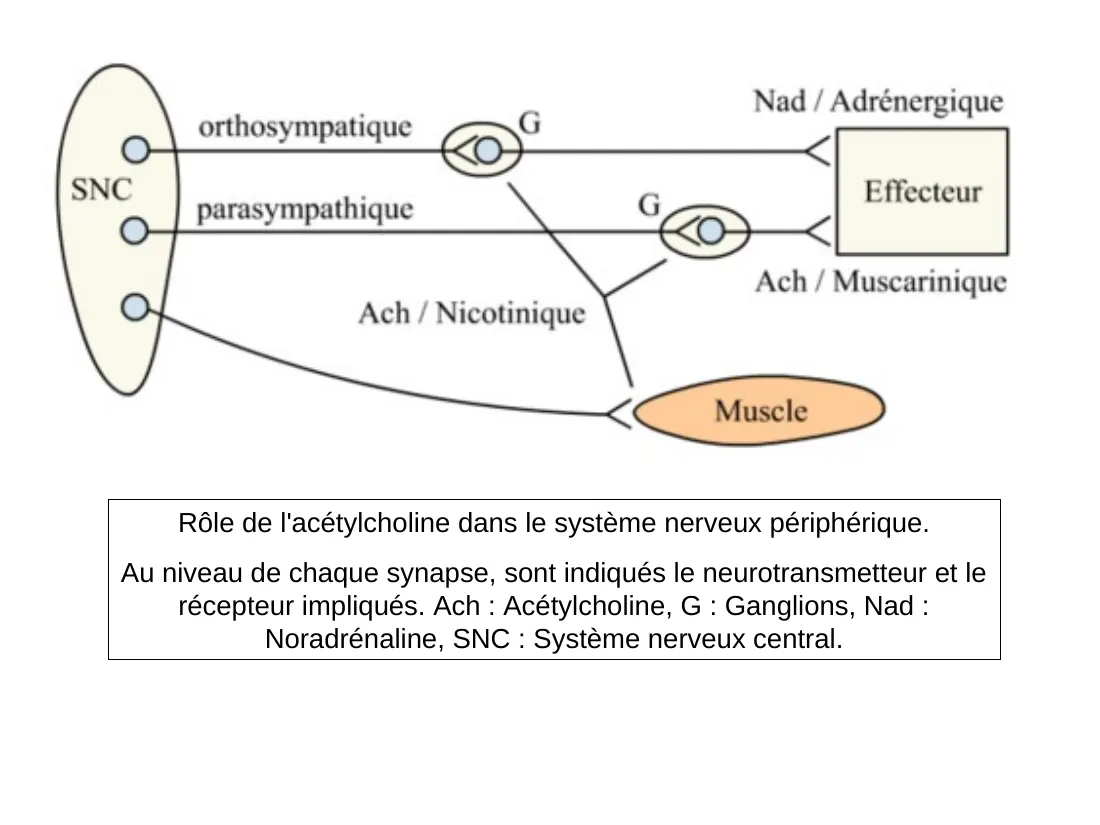 Nad / Adrénergique
orthosympatique
G
SNC
Effecteur
parasympathique
G
Ach / Muscarinique
Ach / Nicotinique
Muscle
Rôle de l'acétylcholine dans le système nerveux périphérique.
Au niveau de chaque synapse, sont indiqués le neurotransmetteur et le
récepteur impliqués. Ach : Acétylcholine, G : Ganglions, Nad :
Noradrénaline, SNC : Système nerveux central.